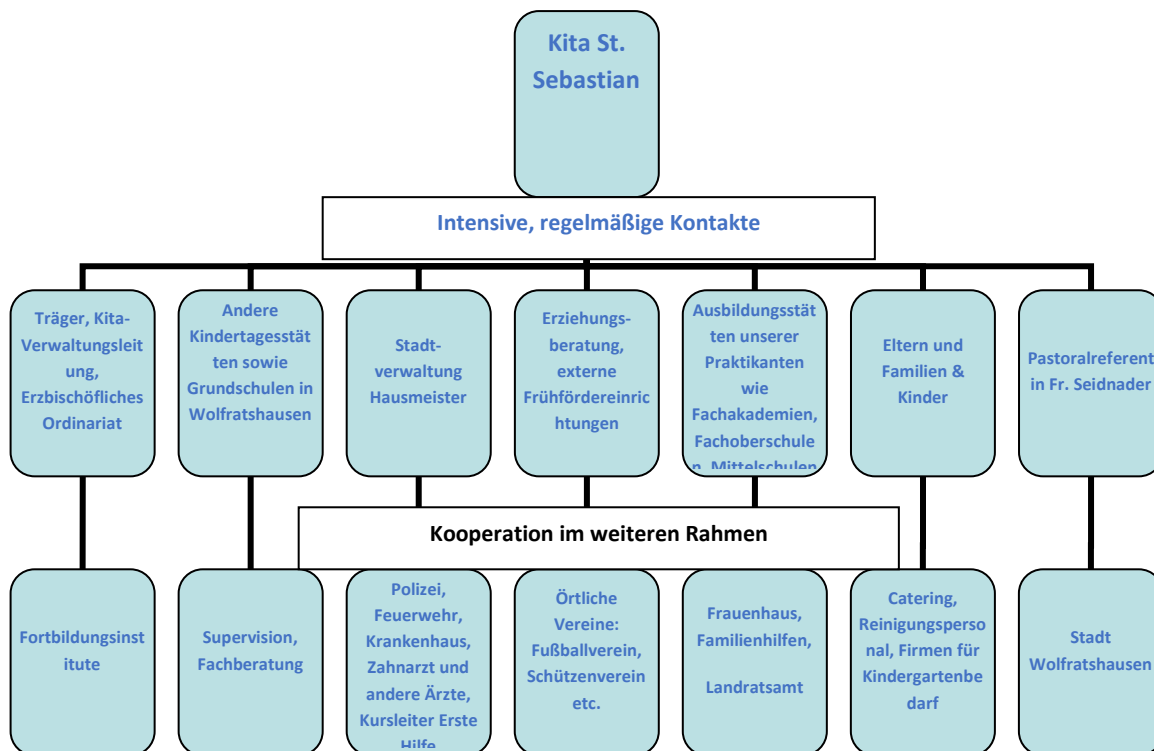 Kita St.
Sebastian
Intensive, regelmäßige Kontakte
Träger, Kita-
Verwaltungsleit
ung,
Erzbischöfliches
Ordinariat
Andere
Kindertagesstät
ten sowie
Grundschulen in
Wolfratshausen
Stadt-
verwaltung
Hausmeister
Erziehungs-
beratung,
externe
Frühfördereinric
htungen
Ausbildungsstät
ten unserer
Praktikanten
wie
Fachakademien,
Fachoberschule
n, Mittelschulen
Eltern und
Familien &
Kinder
Pastoralreferent
in Fr. Seidnader
Kooperation im weiteren Rahmen
Fortbildungsinst
itute
Supervision,
Fachberatung
Polizei,
Feuerwehr,
Krankenhaus,
Zahnarzt und
andere Ärzte,
Kursleiter Erste
Hilfe
Örtliche
Vereine:
Fußballverein,
Schützenverein
etc.
Frauenhaus,
Familienhilfen,
Landratsamt
Catering,
Reinigungsperso
nal, Firmen für
Kindergartenbe
darf
Stadt
Wolfratshausen